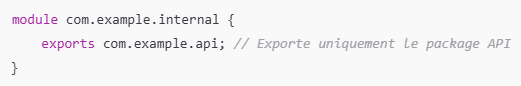 module com.example.internal {
    exports com.example.api; // Exporte uniquement le package API
}